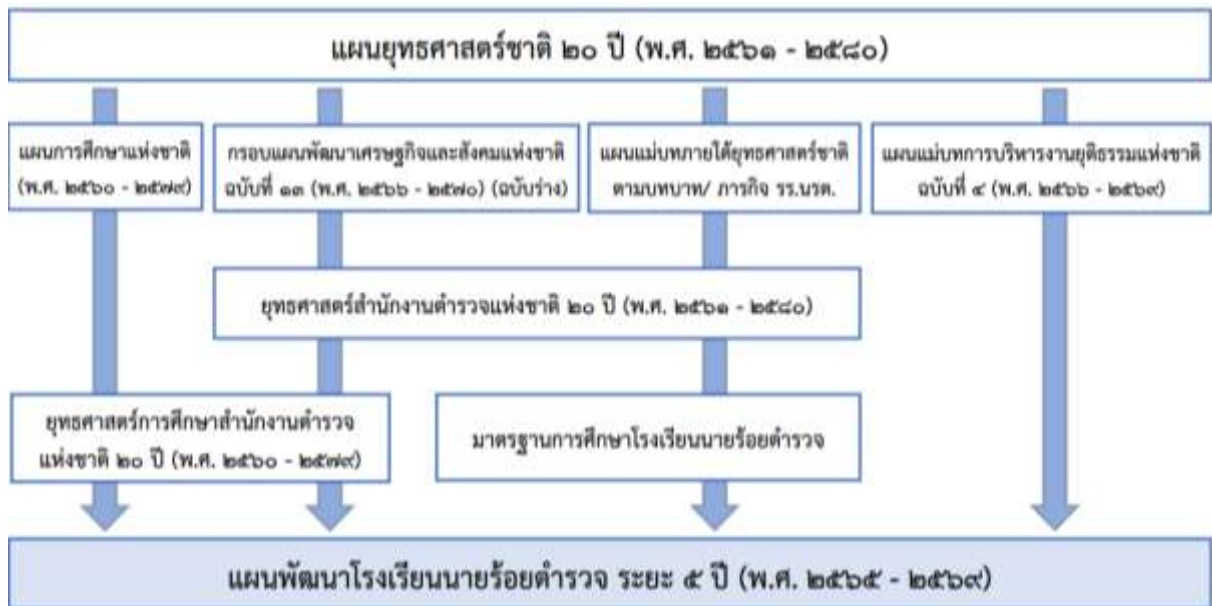 แผนยุทธศาสตร์ชาติ ๒๐ ปี (พ.ศ. ๒๕๖๑ - ๒๕๘๐)
แผนการศึกษาแห่งชาติ
(พ.ศ. ๒๕๖๐ - ๒๕๗๙)
กรอบแผนพัฒนาเศรษฐกิจและสังคมแห่งชาติ
ฉบับที่ ๑๓ (พ.ศ. ๒๕๖๖ - ๒๕๗๐) (ฉบับร่าง)
แผนแม่บทภายใต้ยุทธศาสตร์ชาติ
ตามบทบาท/ ภารกิจ รร.นรต.
แผนแม่บทการบริหารงานยุติธรรมแห่งชาติ
ฉบับที่ ๔ (พ.ศ. ๒๕๖๖ - ๒๕๖๙)
ยุทธศาสตร์สำนักงานตำรวจแห่งชาติ ๒๐ ปี (พ.ศ. ๒๕๖๑ - ๒๕๘๐)
ยุทธศาสตร์การศึกษาสำนักงานตำรวจ
แห่งชาติ ๒๐ ปี (พ.ศ. ๒๕๖๐ - ๒๕๗๙)
มาตรฐานการศึกษาโรงเรียนนายร้อยตำรวจ
แผนพัฒนาโรงเรียนนายร้อยตำรวจ ระยะ ๕ ปี (พ.ศ. ๒๕๖๕ - ๒๕๖๙)